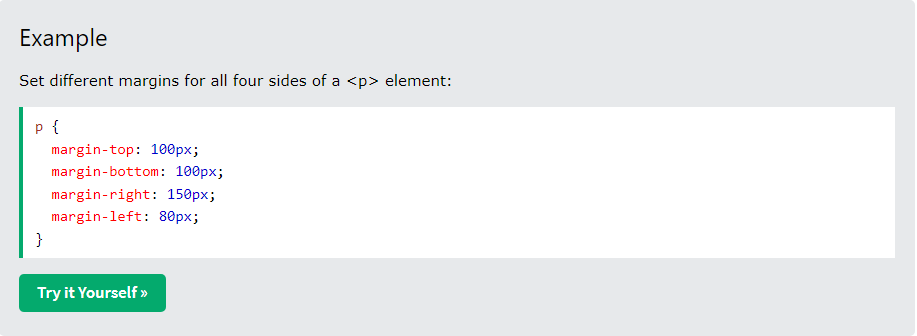 Example
Set different margins for all four sides of a <p> element:
p {
  margin-top: 100px;
  margin-bottom: 100px;
  margin-right: 150px;
  margin-left: 80px;
}
Try it Yourself »